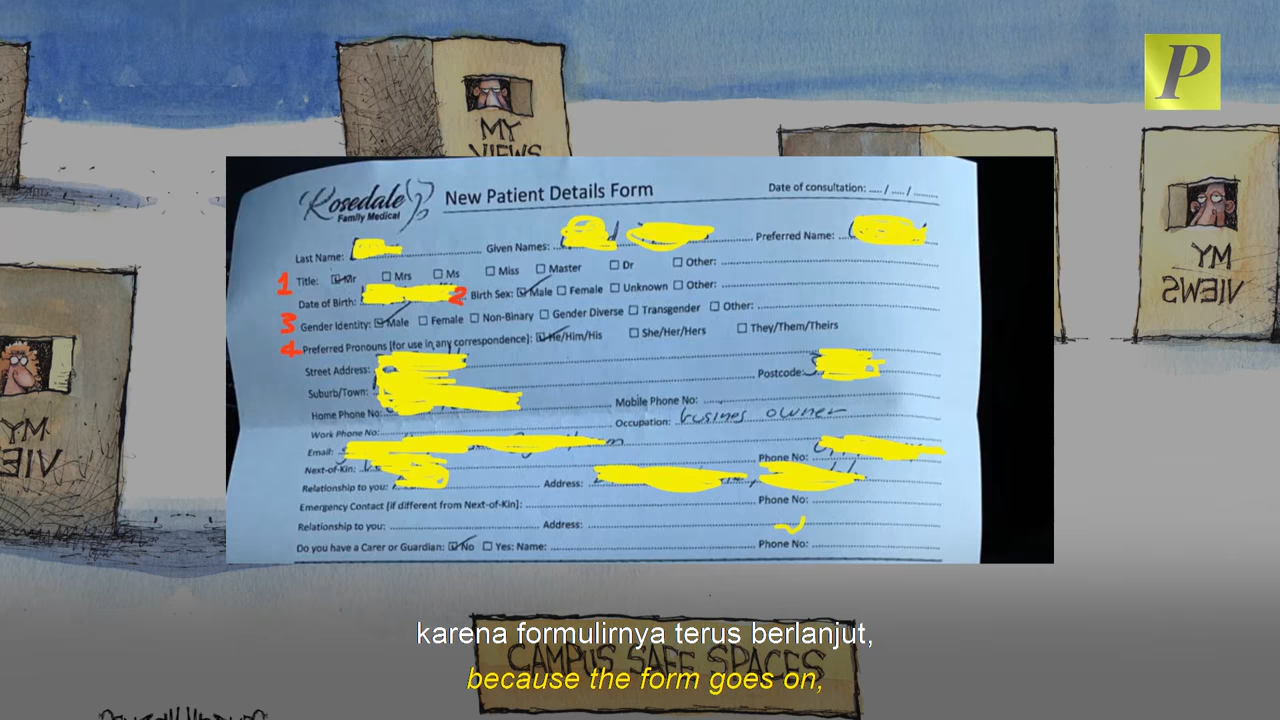 P
MY
VIEWS
MY
VIEWS
MY
VIEWS
Rosedale
Family Medical
New Patient Details Form
Date of consultation: ..... / ..... / .........
Last Name:
Given Names:
Preferred Name:
1 Title: Mr Mrs Ms Miss Master Dr Other:
Date of Birth: 2 Birth Sex: Male Female Unknown Other:
3 Gender Identity: Male Female Non-Binary Gender Diverse Transgender Other:
4 Preferred Pronouns [for use in any correspondence]: He/Him/His She/Her/Hers They/Them/Theirs
Street Address:
Suburb/Town: Postcode:
Home Phone No: Mobile Phone No:
Work Phone No: Occupation: busines owner
Email:
Next-of-Kin: Phone No:
Relationship to you: Address:
Emergency Contact [if different from Next-of-Kin]: Phone No:
Relationship to you: Address:
Do you have a Carer or Guardian: No Yes: Name: Phone No:
CAMPUS SAFE SPACES
karena formulirnya terus berlanjut,
because the form goes on,